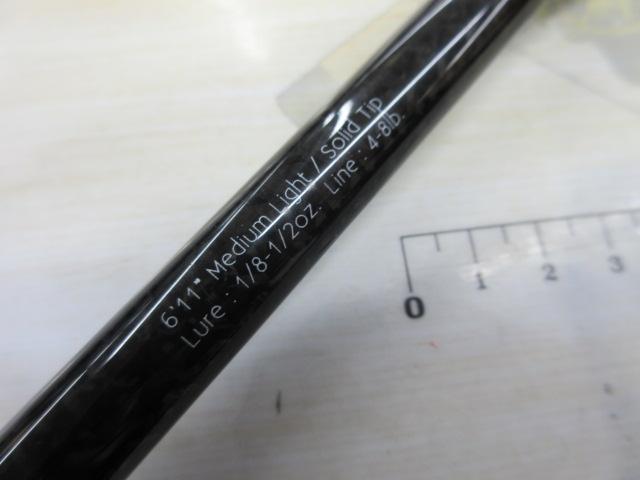 6'11" Medium Light / Solid Tip
Lure : 1/8-1/2oz. Line : 4-8lb.
0 1 2 3